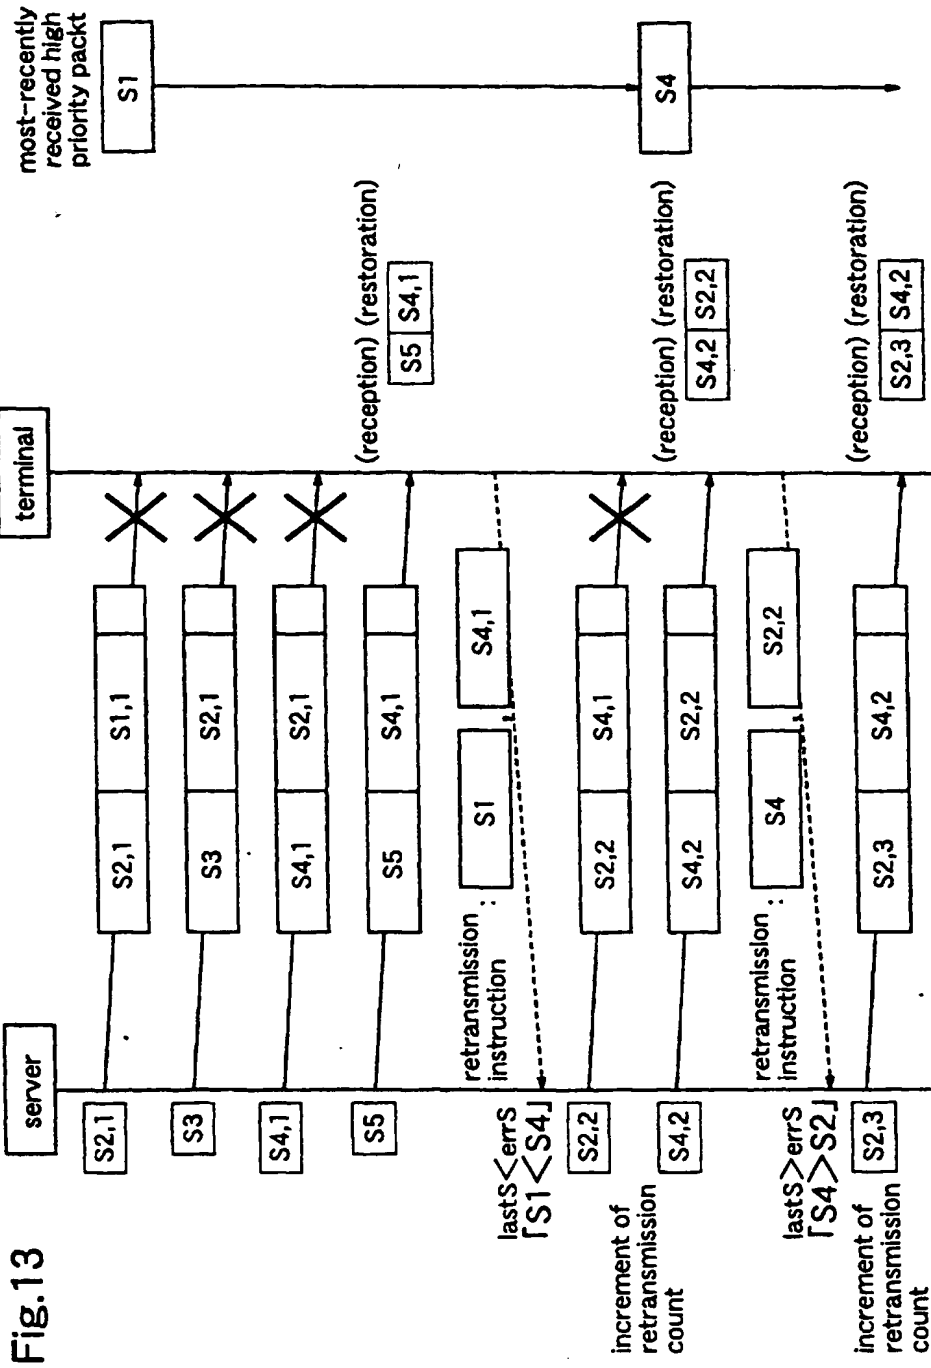 Fig.13
server
terminal
most-recently
received high
priority packt
S1
S2,1
S2,1
S1,1
S3
S3
S2,1
S4,1
S4,1
S2,1
S5
S5
S4,1
(reception) (restoration)
S5
S4,1
retransmission
instruction
:
S1
,
S4,1
lastS<errS
「S1<S4」
increment of
retransmission
count
S2,2
S2,2
S4,1
S4
S4,2
S4,2
S2,2
(reception) (restoration)
S4,2
S2,2
retransmission
instruction
:
S4
,
S2,2
lastS>errS
「S4>S2」
increment of
retransmission
count
S2,3
S2,3
S4,2
(reception) (restoration)
S2,3
S4,2